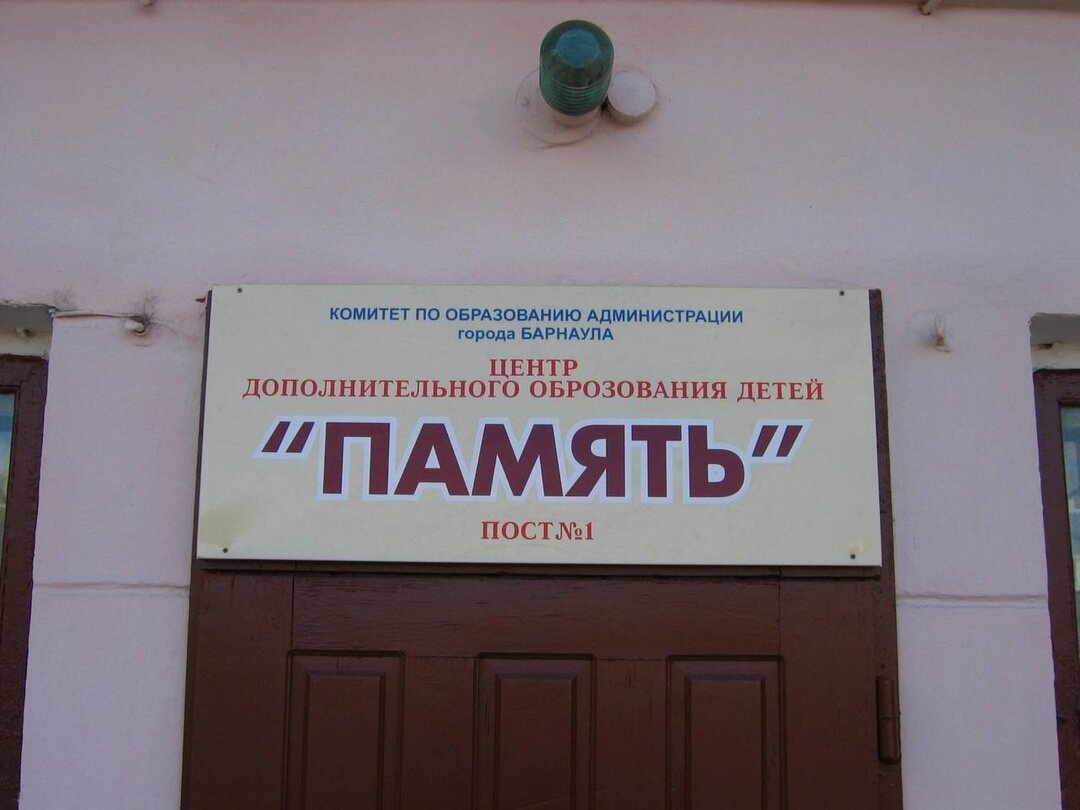 КОМИТЕТ ПО ОБРАЗОВАНИЮ АДМИНИСТРАЦИИ
города БАРНАУЛА
ЦЕНТР
ДОПОЛНИТЕЛЬНОГО ОБРОЗОВАНИЯ ДЕТЕЙ
"ПАМЯТЬ"
ПОСТ№1